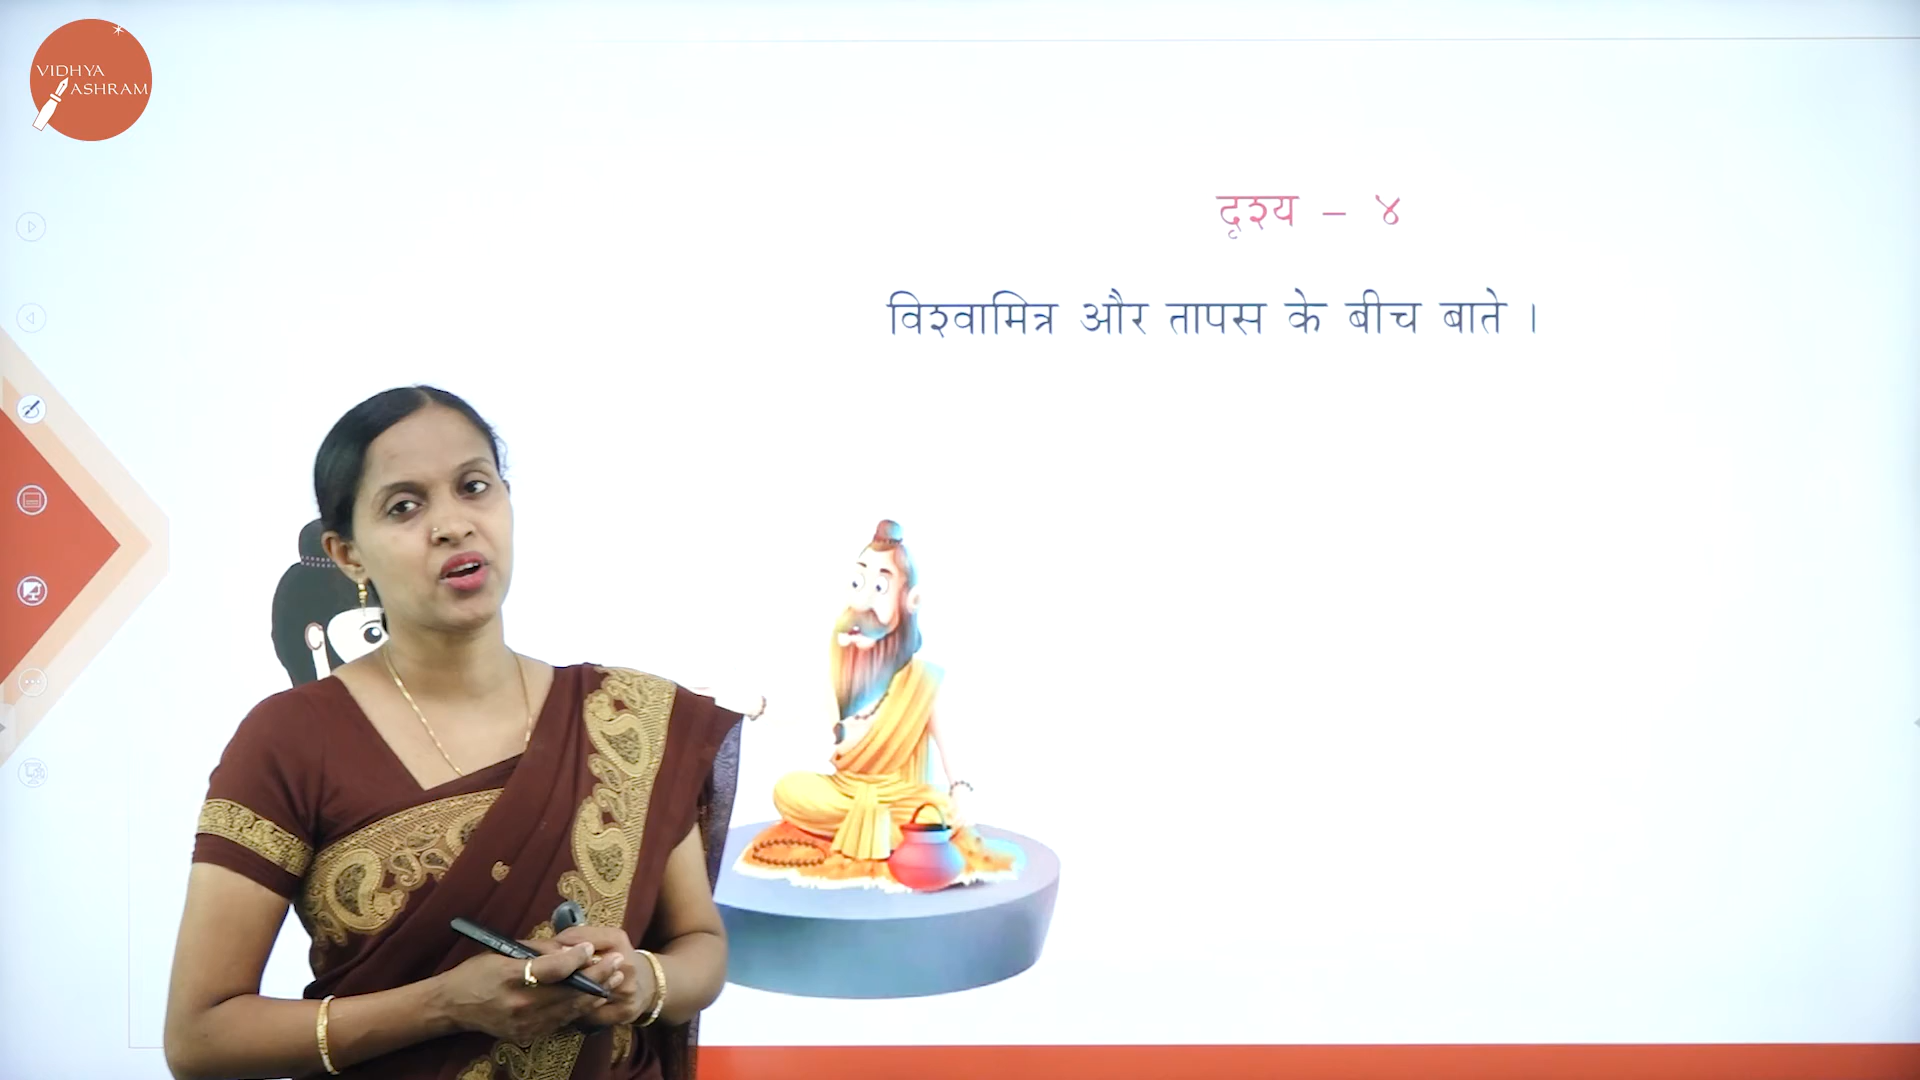 VIDHYA
ASHRAM
दृश्य – ४
विश्वामित्र और तापस के बीच बाते ।